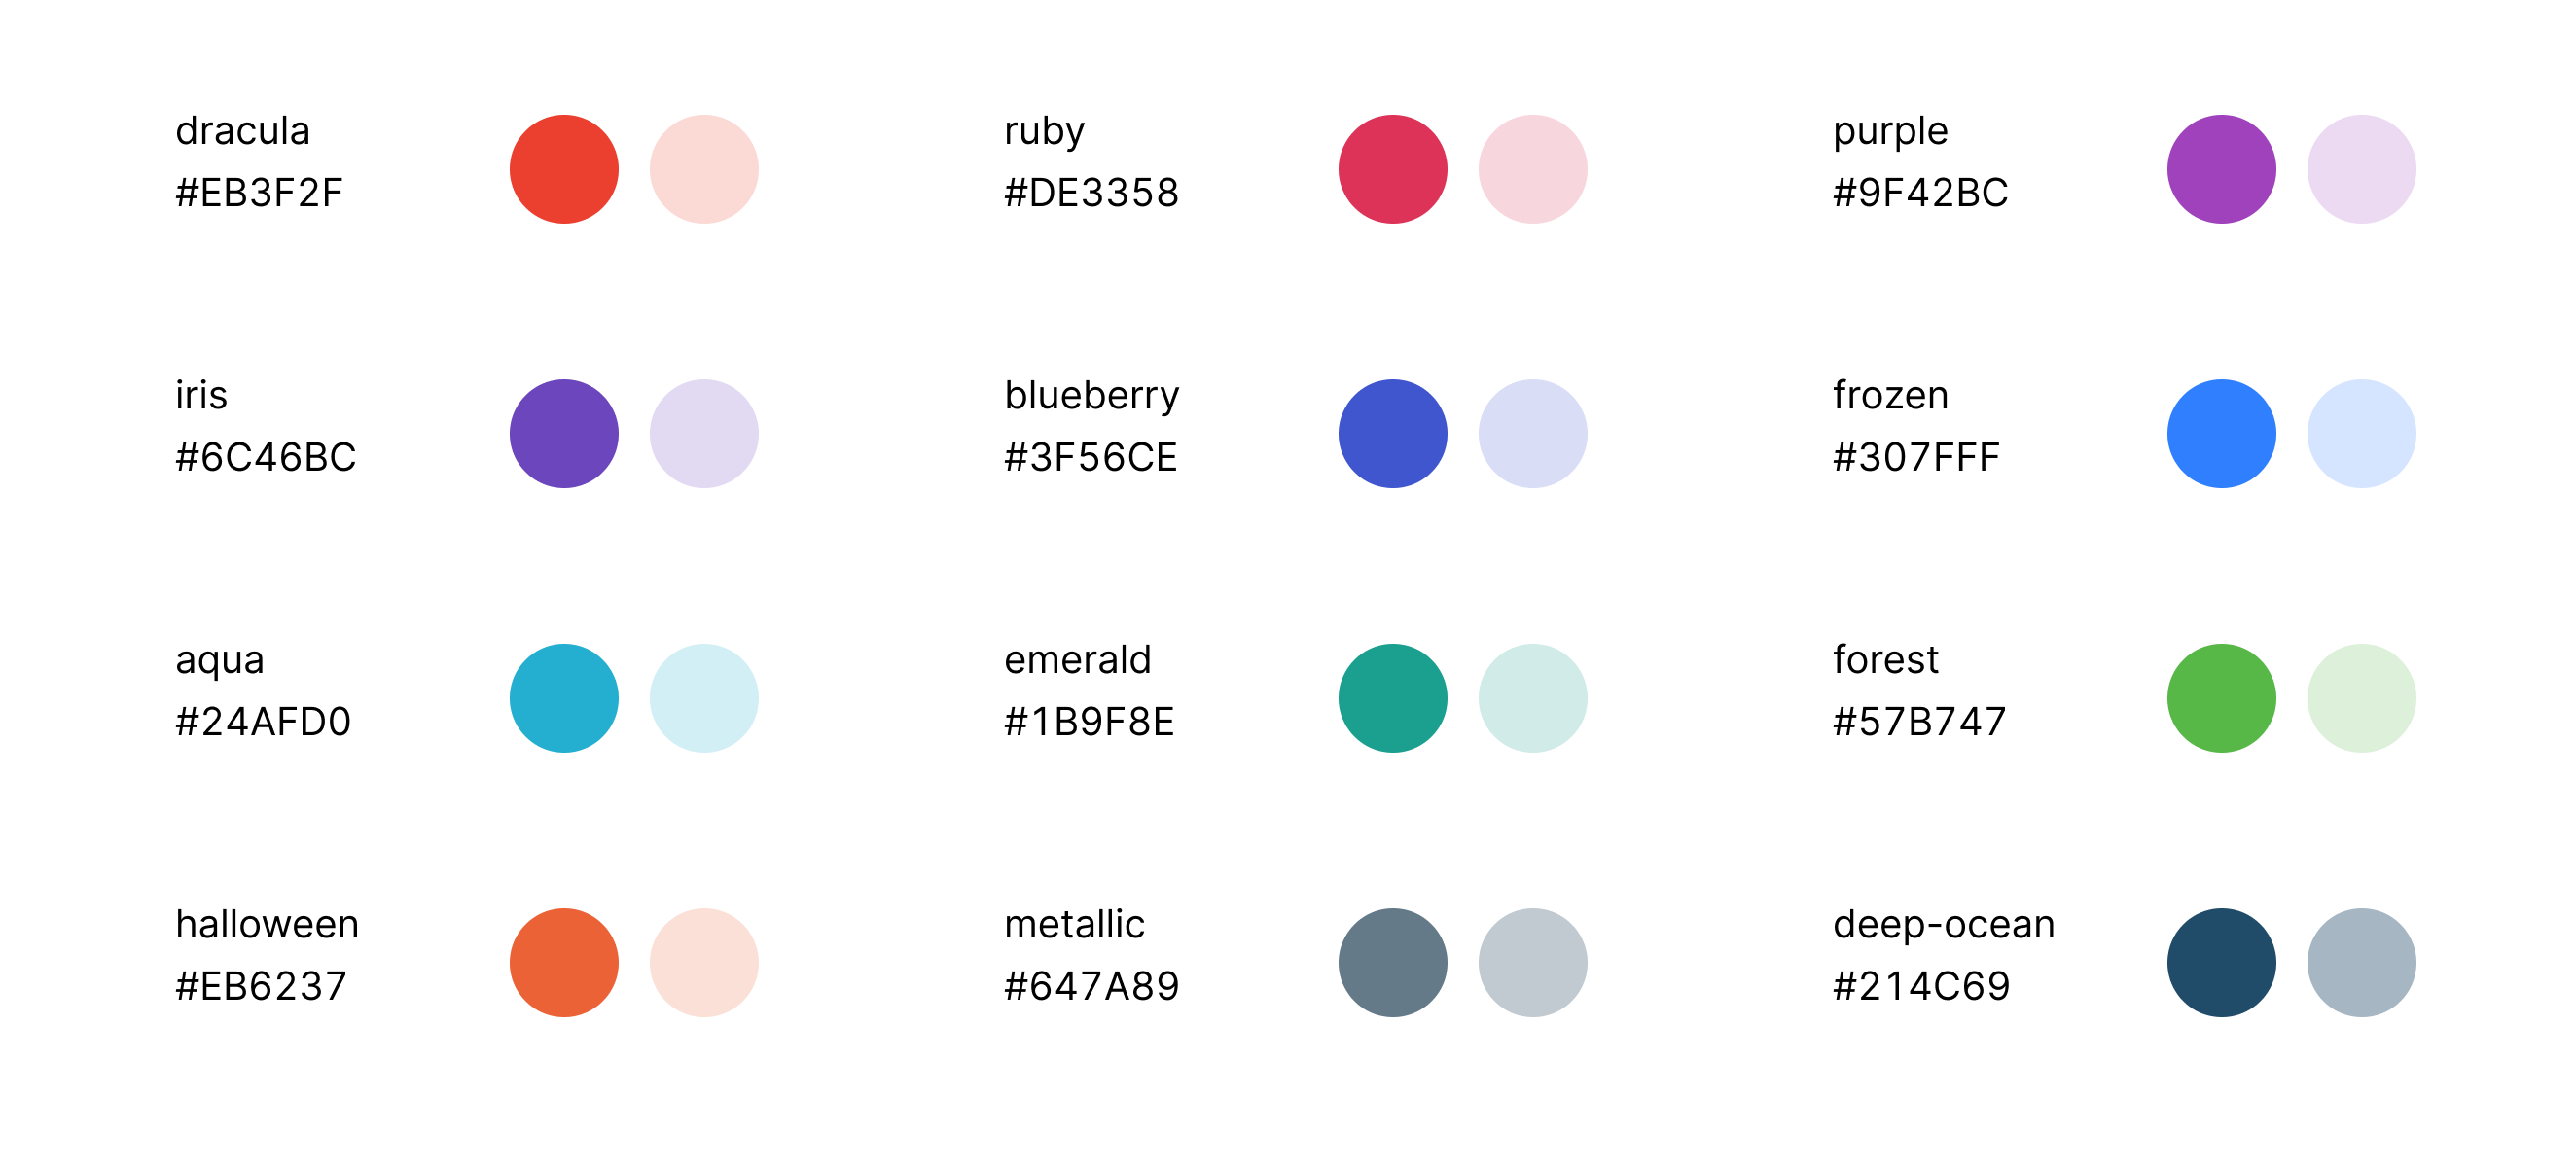 dracula
#EB3F2F
ruby
#DE3358
purple
#9F42BC
iris
#6C46BC
blueberry
#3F56CE
frozen
#307FFF
aqua
#24AFD0
emerald
#1B9F8E
forest
#57B747
halloween
#EB6237
metallic
#647A89
deep-ocean
#214C69